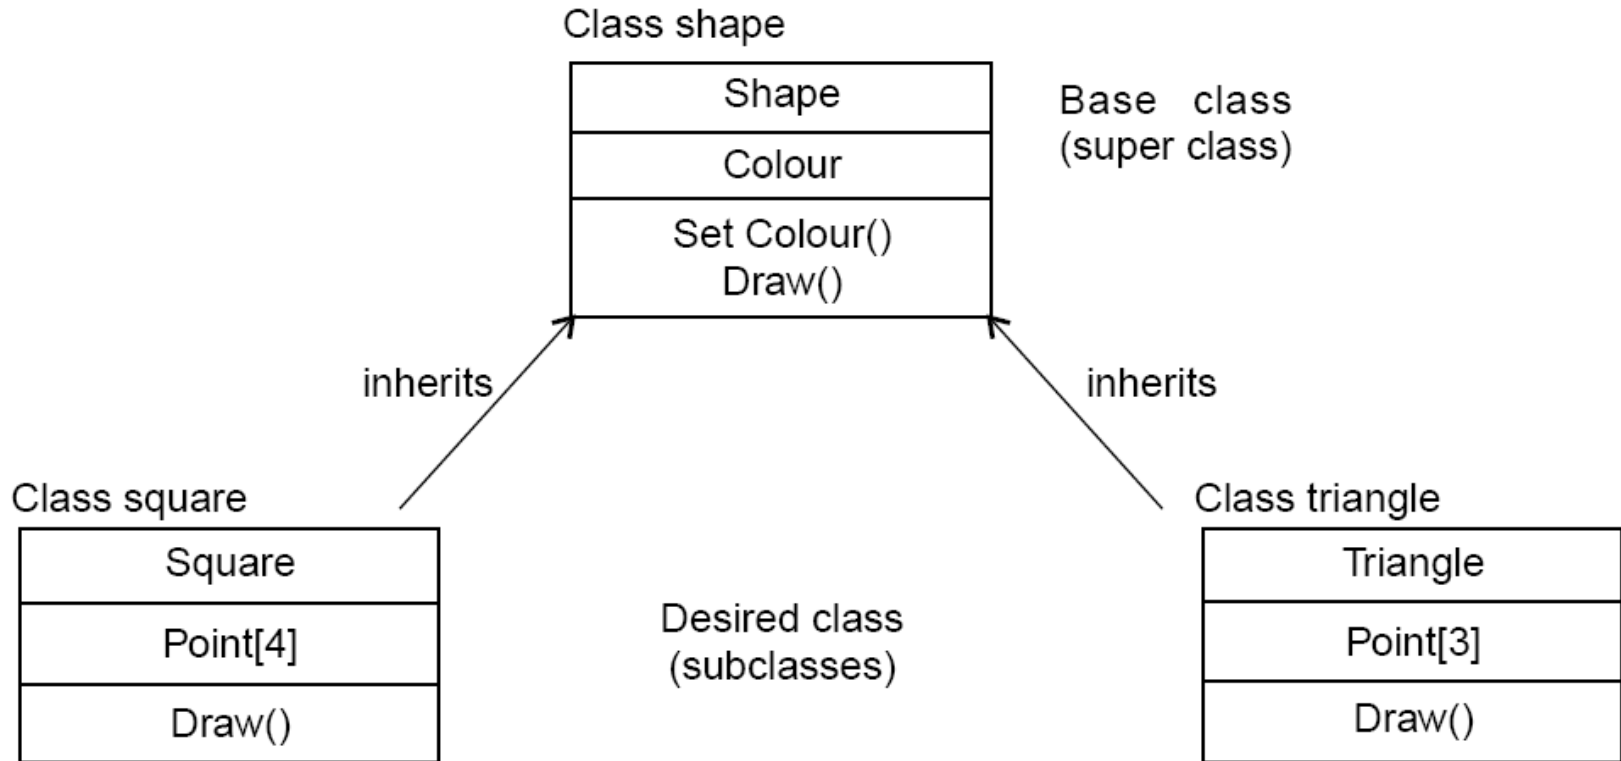 Class shape
Shape
Colour
Set Colour()
Draw()
Base class
(super class)
inherits
inherits
Class square
Square
Point[4]
Draw()
Desired class
(subclasses)
Class triangle
Triangle
Point[3]
Draw()